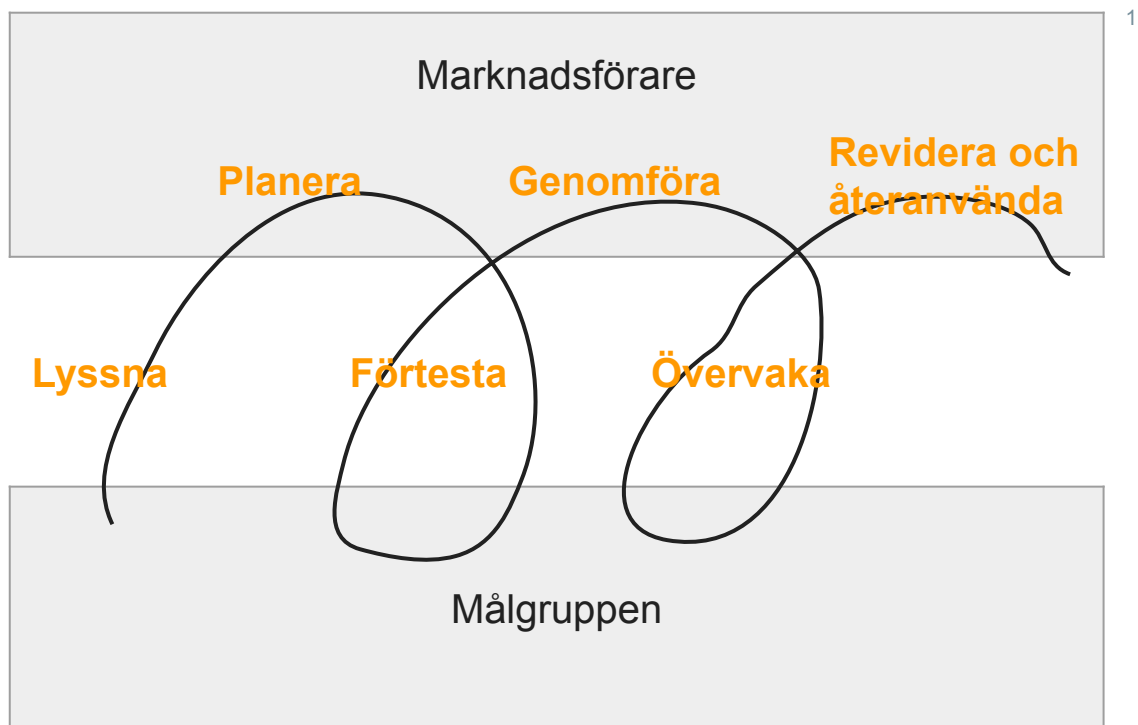 1
Marknadsförare
Planera
Genomföra
Revidera och
återanvända
Lyssna
Förtesta
Övervaka
Målgruppen